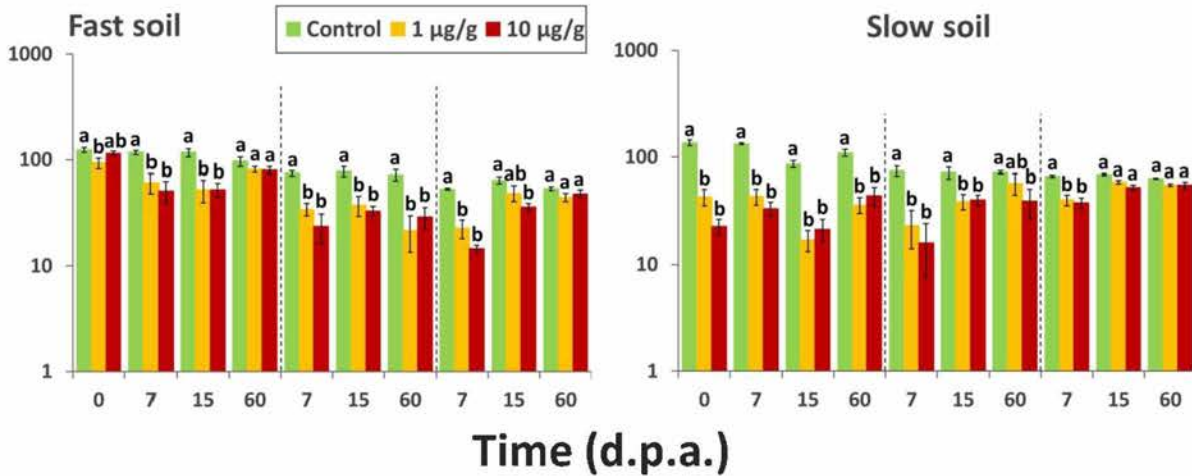 Fast soil
Control 1 µg/g 10 µg/g
Slow soil
1000
100
10
1
a b ab a b b a b b a a a a b b a b b a b b a b b a ab b a a a
0 7 15 60 7 15 60 7 15 60
1000
100
10
1
a b b a b b a b b a b b a b b a b b a ab b a b b a a a a a a
0 7 15 60 7 15 60 7 15 60
Time (d.p.a.)